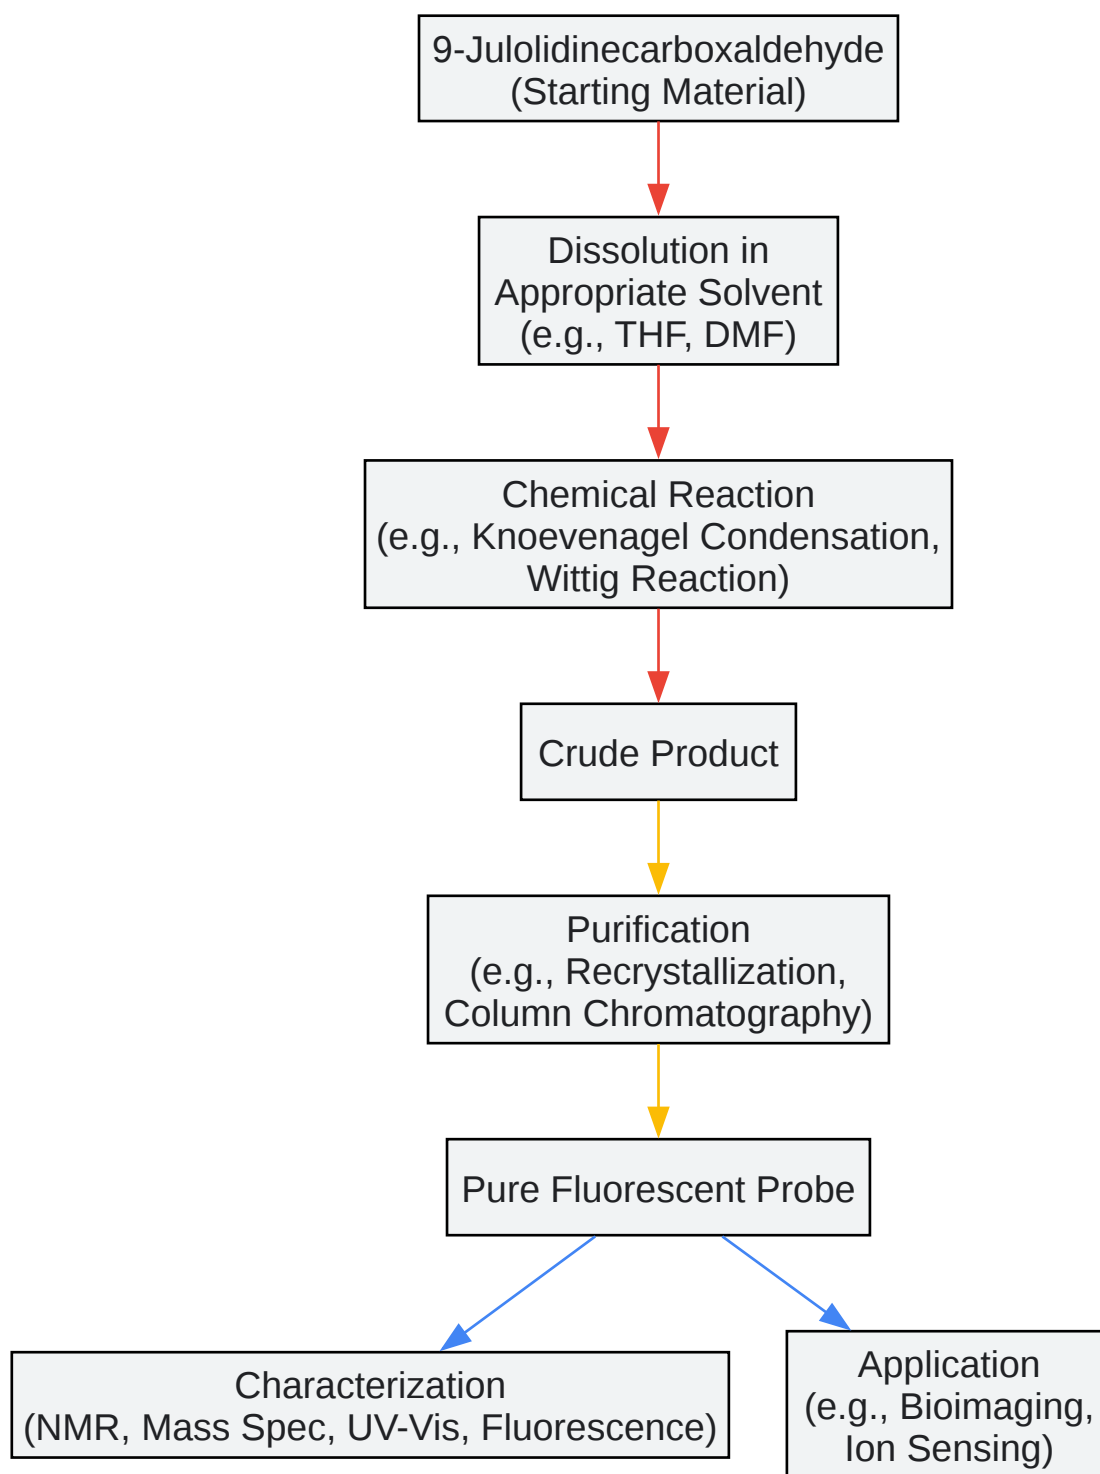 9-Julolidinecarboxaldehyde
(Starting Material)
Dissolution in
Appropriate Solvent
(e.g., THF, DMF)
Chemical Reaction
(e.g., Knoevenagel Condensation,
Wittig Reaction)
Crude Product
Purification
(e.g., Recrystallization,
Column Chromatography)
Pure Fluorescent Probe
Characterization
(NMR, Mass Spec, UV-Vis, Fluorescence)
Application
(e.g., Bioimaging,
Ion Sensing)